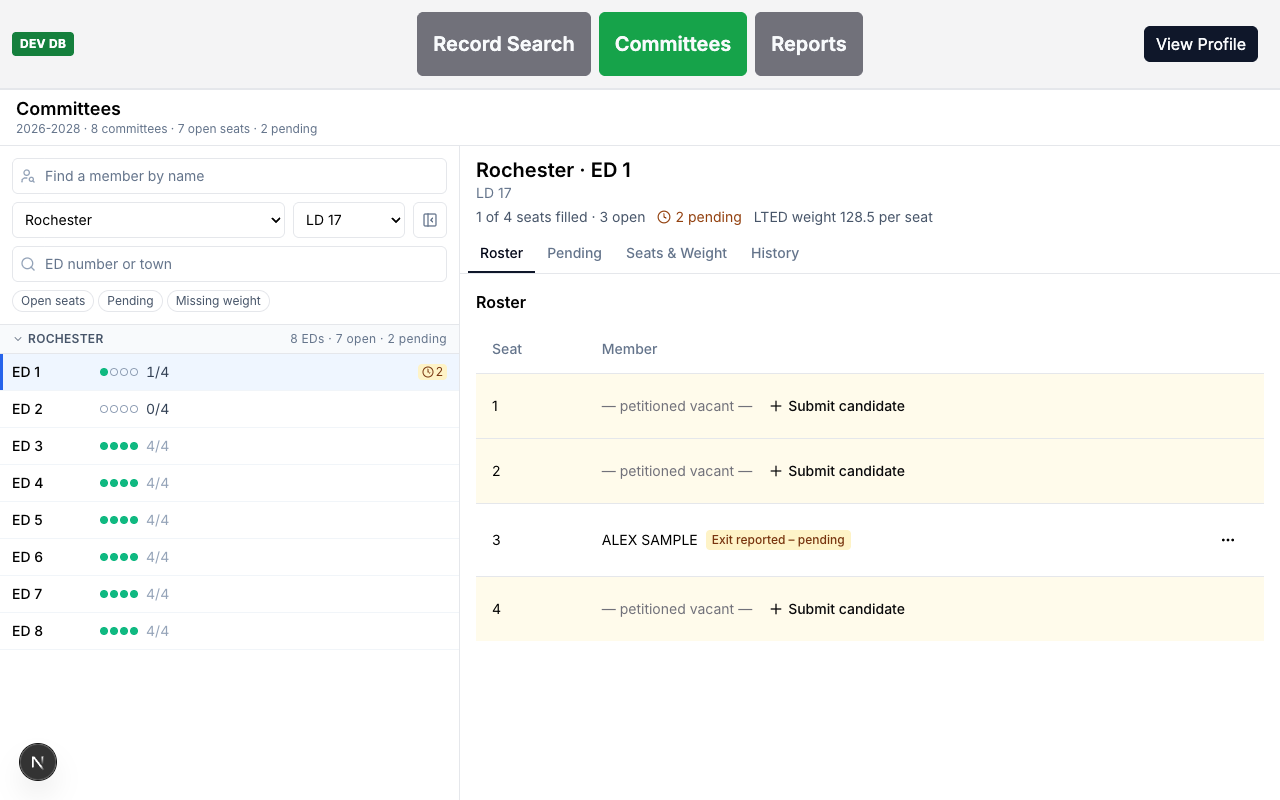 DEV DB
Record Search
Committees
Reports
View Profile
Committees
2026-2028 · 8 committees · 7 open seats · 2 pending
Find a member by name
Rochester
LD 17
ED number or town
Open seats
Pending
Missing weight
ROCHESTER
8 EDs · 7 open · 2 pending
ED 1 1/4 2
ED 2 0/4
ED 3 4/4
ED 4 4/4
ED 5 4/4
ED 6 4/4
ED 7 4/4
ED 8 4/4
N
Rochester · ED 1
LD 17
1 of 4 seats filled · 3 open 2 pending LTED weight 128.5 per seat
Roster Pending Seats & Weight History
Roster
Seat Member
1 — petitioned vacant — + Submit candidate
2 — petitioned vacant — + Submit candidate
3 ALEX SAMPLE Exit reported – pending ···
4 — petitioned vacant — + Submit candidate